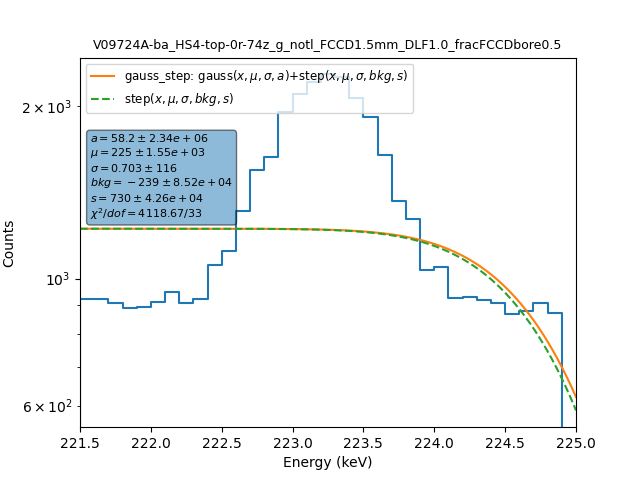 V09724A-ba_HS4-top-0r-74z_g_notl_FCCD1.5mm_DLF1.0_fracFCCDbore0.5
gauss_step: gauss(x, μ, σ, a)+step(x, μ, σ, bkg, s)
step(x, μ, σ, bkg, s)
2 × 10³
a = 58.2 ± 2.34e + 06
μ = 225 ± 1.55e + 03
σ = 0.703 ± 116
bkg = − 239 ± 8.52e + 04
s = 730 ± 4.26e + 04
χ²/dof = 4118.67/33
Counts
10³
6 × 10²
221.5 222.0 222.5 223.0 223.5 224.0 224.5 225.0
Energy (keV)